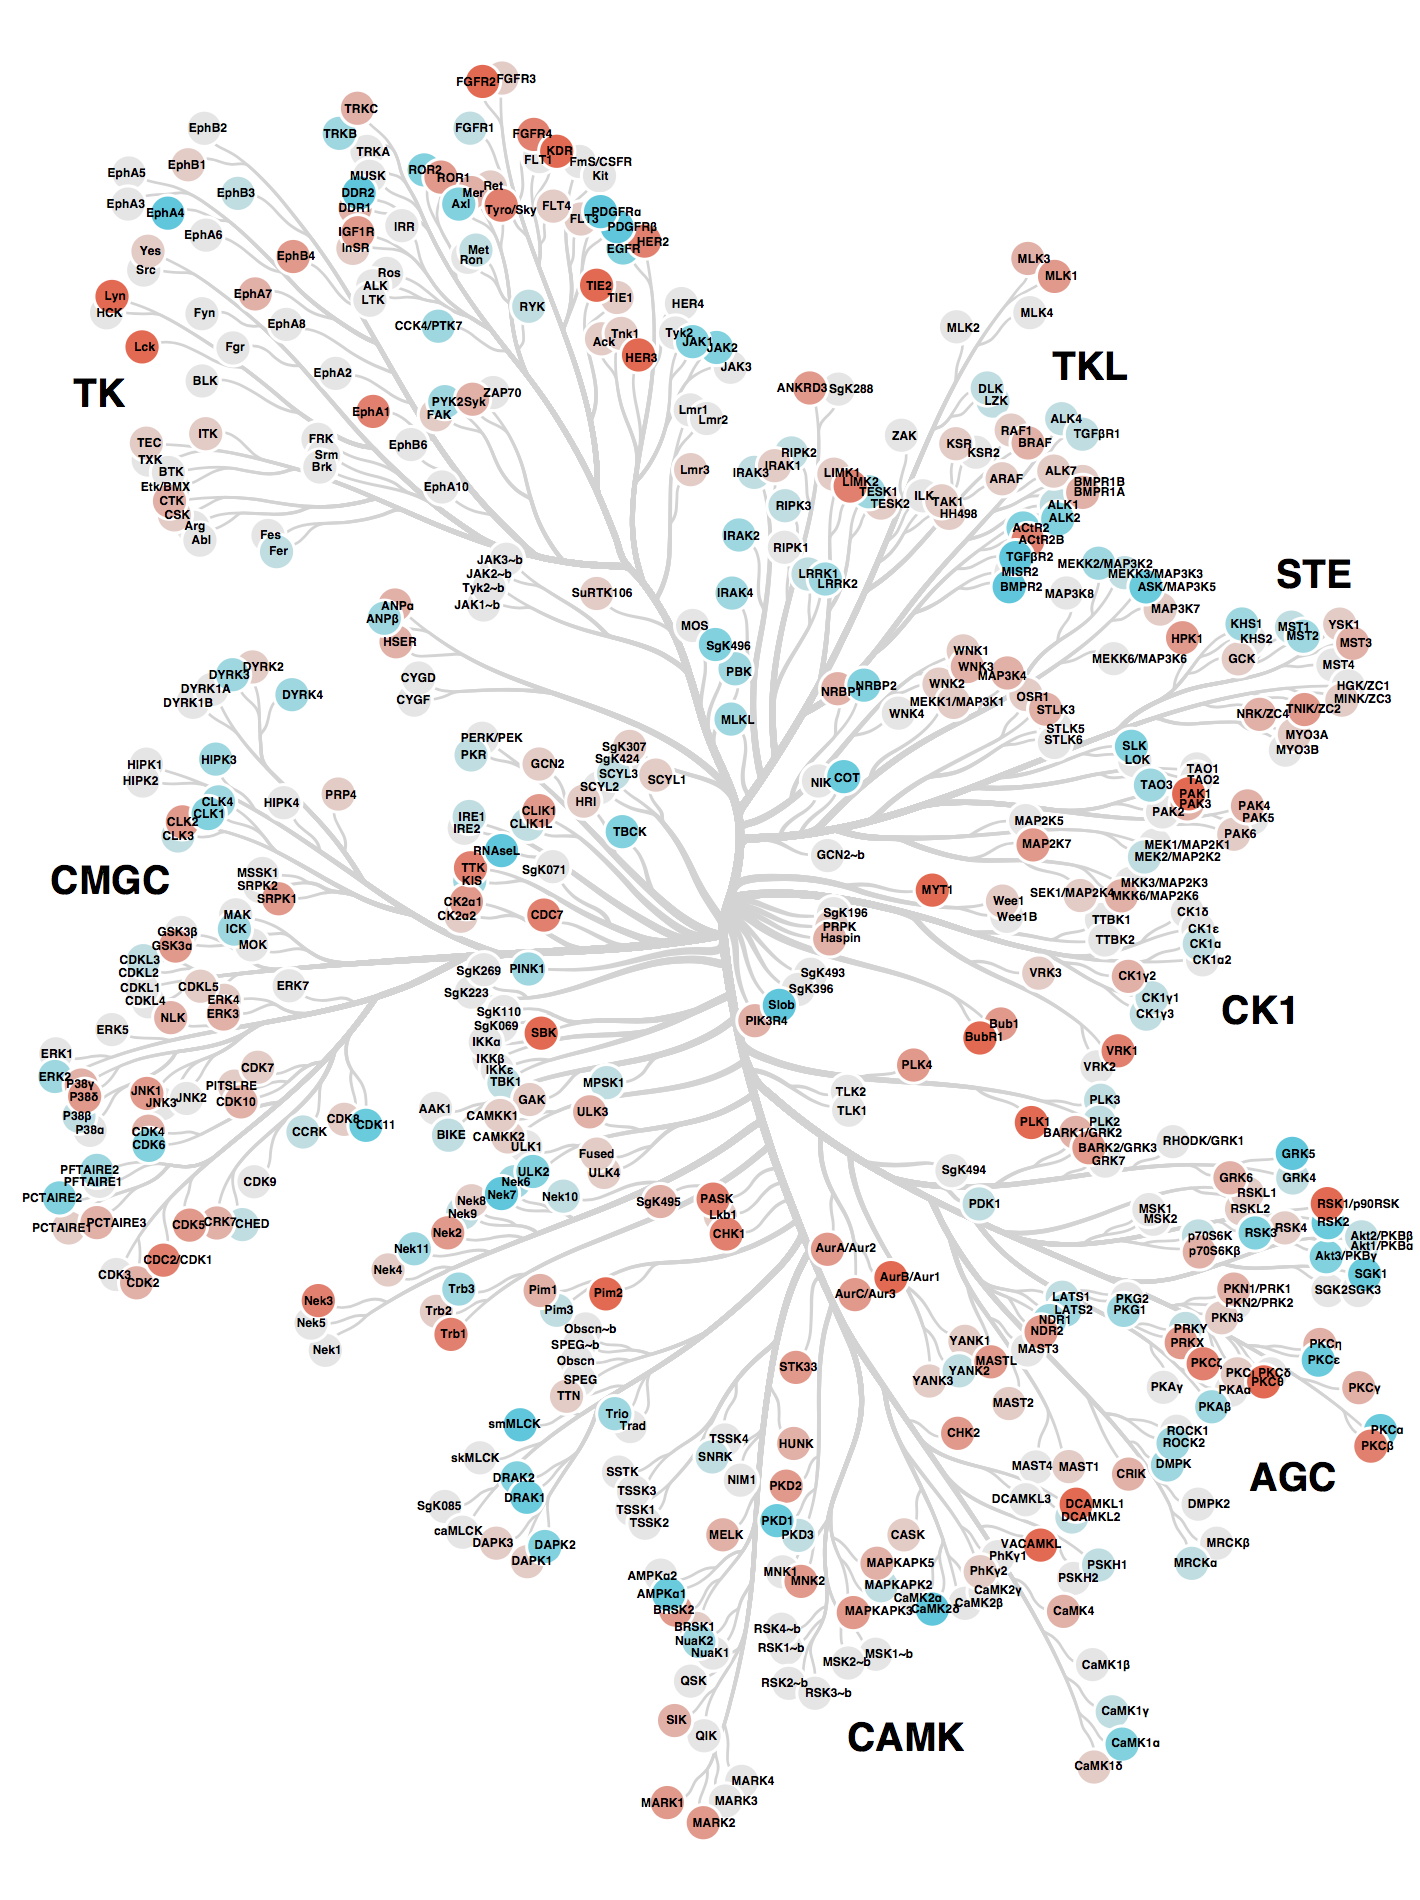 FGFR2
FGFR3
TRKC
TRKB
TRKA
FGFR1
FGFR4
KDR
FLT1
FmS/CSFR
Kit
EphB2
EphB1
EphA5
EphB3
EphA3
EphA4
EphA6
MUSK
DDR2
DDR1
ROR2
ROR1
Mer
Ret
Axl
Tyro/Sky
FLT4
FLT3
PDGFRα
PDGFRβ
EGFR
HER2
IGF1R
InSR
IRR
Yes
Src
EphB4
Met
Ron
Ros
ALK
LTK
TIE2
TIE1
HER4
Lyn
HCK
EphA7
Fyn
EphA8
CCK4/PTK7
RYK
Ack
Tnk1
HER3
Tyk2
JAK1
JAK2
JAK3
Lck
Fgr
BLK
EphA2
TK
EphA1
PYK2
Syk
ZAP70
FAK
Lmr1
Lmr2
Lmr3
TEC
ITK
TXK
BTK
Etk/BMX
CTK
CSK
Arg
Abl
FRK
Srm
Brk
EphB6
EphA10
Fes
Fer
JAK3~b
JAK2~b
Tyk2~b
JAK1~b
SuRTK106
MLK3
MLK1
MLK4
MLK2
TKL
ANKRD3
SgK288
DLK
LZK
ZAK
KSR
KSR2
RAF1
BRAF
ARAF
ALK4
TGFβR1
ALK7
BMPR1B
BMPR1A
RIPK2
IRAK3
IRAK1
RIPK3
LIMK1
LIMK2
TESK1
TESK2
ILK
TAK1
HH498
ALK1
ALK2
ACtR2
ACtR2B
TGFβR2
MISR2
BMPR2
IRAK2
RIPK1
LRRK1
LRRK2
IRAK4
MEKK2/MAP3K2
MEKK3/MAP3K3
ASK/MAP3K5
MAP3K8
MAP3K7
STE
ANPα
ANPβ
HSER
CYGD
CYGF
MOS
SgK496
PBK
MLKL
HPK1
KHS1
KHS2
GCK
MST1
MST2
YSK1
MST3
MST4
MEKK6/MAP3K6
HGK/ZC1
MINK/ZC3
NRK/ZC4
TNIK/ZC2
MYO3A
MYO3B
WNK1
WNK3
MAP3K4
WNK2
MEKK1/MAP3K1
WNK4
NRBP1
NRBP2
OSR1
STLK3
STLK5
STLK6
SLK
LOK
TAO1
TAO2
TAO3
PAK1
PAK3
PAK2
PAK4
PAK5
PAK6
DYRK2
DYRK3
DYRK1A
DYRK1B
DYRK4
HIPK1
HIPK2
HIPK3
HIPK4
CLK4
CLK1
CLK2
CLK3
PRP4
PERK/PEK
PKR
GCN2
SgK307
SgK424
SCYL3
SCYL2
SCYL1
HRI
NIK
COT
IRE1
IRE2
CLIK1
CLIK1L
TBCK
RNAseL
TTK
KIS
SgK071
CK2α1
CK2α2
CDC7
MAP2K5
MAP2K7
MEK1/MAP2K1
MEK2/MAP2K2
GCN2~b
MYT1
Wee1
Wee1B
SEK1/MAP2K4
MKK3/MAP2K3
MKK6/MAP2K6
CMGC
MSSK1
SRPK2
SRPK1
MAK
ICK
MOK
GSK3β
GSK3α
CDKL3
CDKL2
CDKL1
CDKL4
CDKL5
ERK4
ERK3
NLK
ERK7
ERK5
SgK196
PRPK
Haspin
SgK493
SgK396
Slob
PIK3R4
TTBK1
TTBK2
CK1δ
CK1ε
CK1α
CK1α2
VRK3
CK1γ2
CK1γ1
CK1γ3
CK1
SgK269
PINK1
SgK223
SgK110
SgK069
SBK
IKKα
IKKβ
IKKε
TBK1
MPSK1
Bub1
BubR1
VRK1
VRK2
PLK4
ERK1
ERK2
P38γ
P38δ
P38β
P38α
JNK1
JNK3
JNK2
CDK7
PITSLRE
CDK10
CDK4
CDK6
CCRK
CDK8
CDK11
AAK1
BIKE
GAK
CAMKK1
CAMKK2
ULK1
ULK3
Fused
ULK4
TLK2
TLK1
PLK3
PLK1
PLK2
BARK1/GRK2
BARK2/GRK3
GRK7
RHODK/GRK1
GRK5
GRK4
GRK6
PFTAIRE2
PFTAIRE1
PCTAIRE2
PCTAIRE1
PCTAIRE3
CDK9
CDK5
CRK7
CHED
CDC2/CDK1
CDK3
CDK2
ULK2
Nek6
Nek7
Nek8
Nek9
Nek10
Nek2
Nek11
Nek4
Nek3
Nek5
Nek1
SgK495
PASK
Lkb1
CHK1
SgK494
PDK1
MSK1
MSK2
RSKL1
RSKL2
RSK1/p90RSK
RSK2
RSK3
RSK4
p70S6K
p70S6Kβ
Akt2/PKBβ
Akt1/PKBα
Akt3/PKBγ
SGK1
SGK2
SGK3
Trb3
Trb2
Trb1
Pim1
Pim3
Pim2
Obscn~b
SPEG~b
Obscn
SPEG
TTN
AurA/Aur2
AurB/Aur1
AurC/Aur3
LATS1
LATS2
NDR1
NDR2
MAST3
PKG2
PKG1
PKN1/PRK1
PKN2/PRK2
PKN3
PRKY
PRKX
PKCζ
PKCδ
PKCθ
PKCη
PKCε
PKCγ
PKCα
PKCβ
PKAγ
PKAα
PKAβ
YANK1
YANK2
YANK3
MASTL
MAST2
STK33
smMLCK
skMLCK
Trio
Trad
DRAK2
DRAK1
SgK085
caMLCK
DAPK3
DAPK2
DAPK1
TSSK4
SNRK
NIM1
SSTK
TSSK3
TSSK1
TSSK2
HUNK
PKD2
PKD1
PKD3
MELK
CHK2
MAST4
MAST1
CRIK
ROCK1
ROCK2
DMPK
DMPK2
MRCKβ
MRCKα
AGC
DCAMKL3
DCAMKL1
DCAMKL2
VACAMKL
CASK
PhKγ1
PhKγ2
PSKH1
PSKH2
MAPKAPK5
MAPKAPK2
MAPKAPK3
MNK1
MNK2
CaMK2γ
CaMK2α
CaMK2δ
CaMK2β
CaMK4
AMPKα2
AMPKα1
BRSK2
BRSK1
NuaK2
NuaK1
RSK4~b
RSK1~b
RSK2~b
RSK3~b
MSK2~b
MSK1~b
QSK
SIK
QIK
CaMK1β
CaMK1γ
CaMK1α
CaMK1δ
CAMK
MARK4
MARK3
MARK1
MARK2